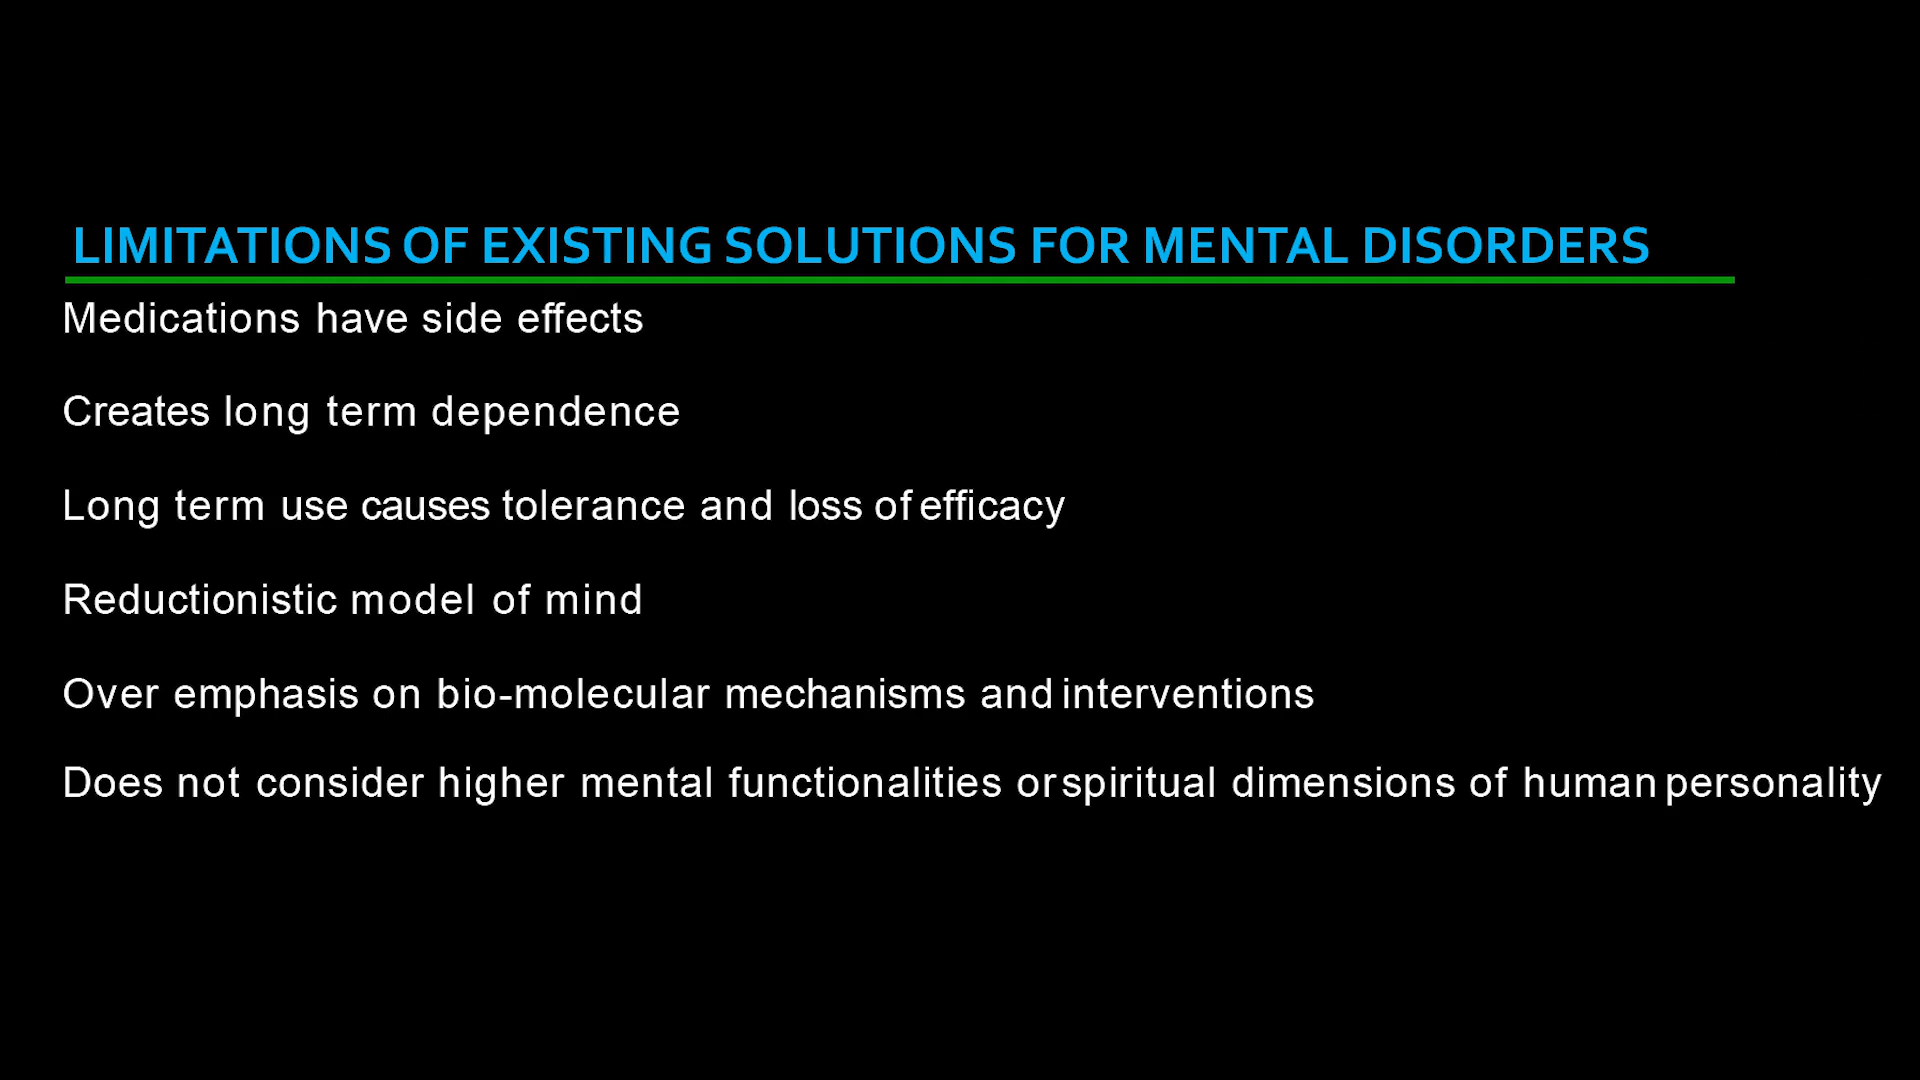 LIMITATIONS OF EXISTING SOLUTIONS FOR MENTAL DISORDERS
Medications have side effects
Creates long term dependence
Long term use causes tolerance and loss of efficacy
Reductionistic model of mind
Over emphasis on bio-molecular mechanisms and interventions
Does not consider higher mental functionalities or spiritual dimensions of human personality